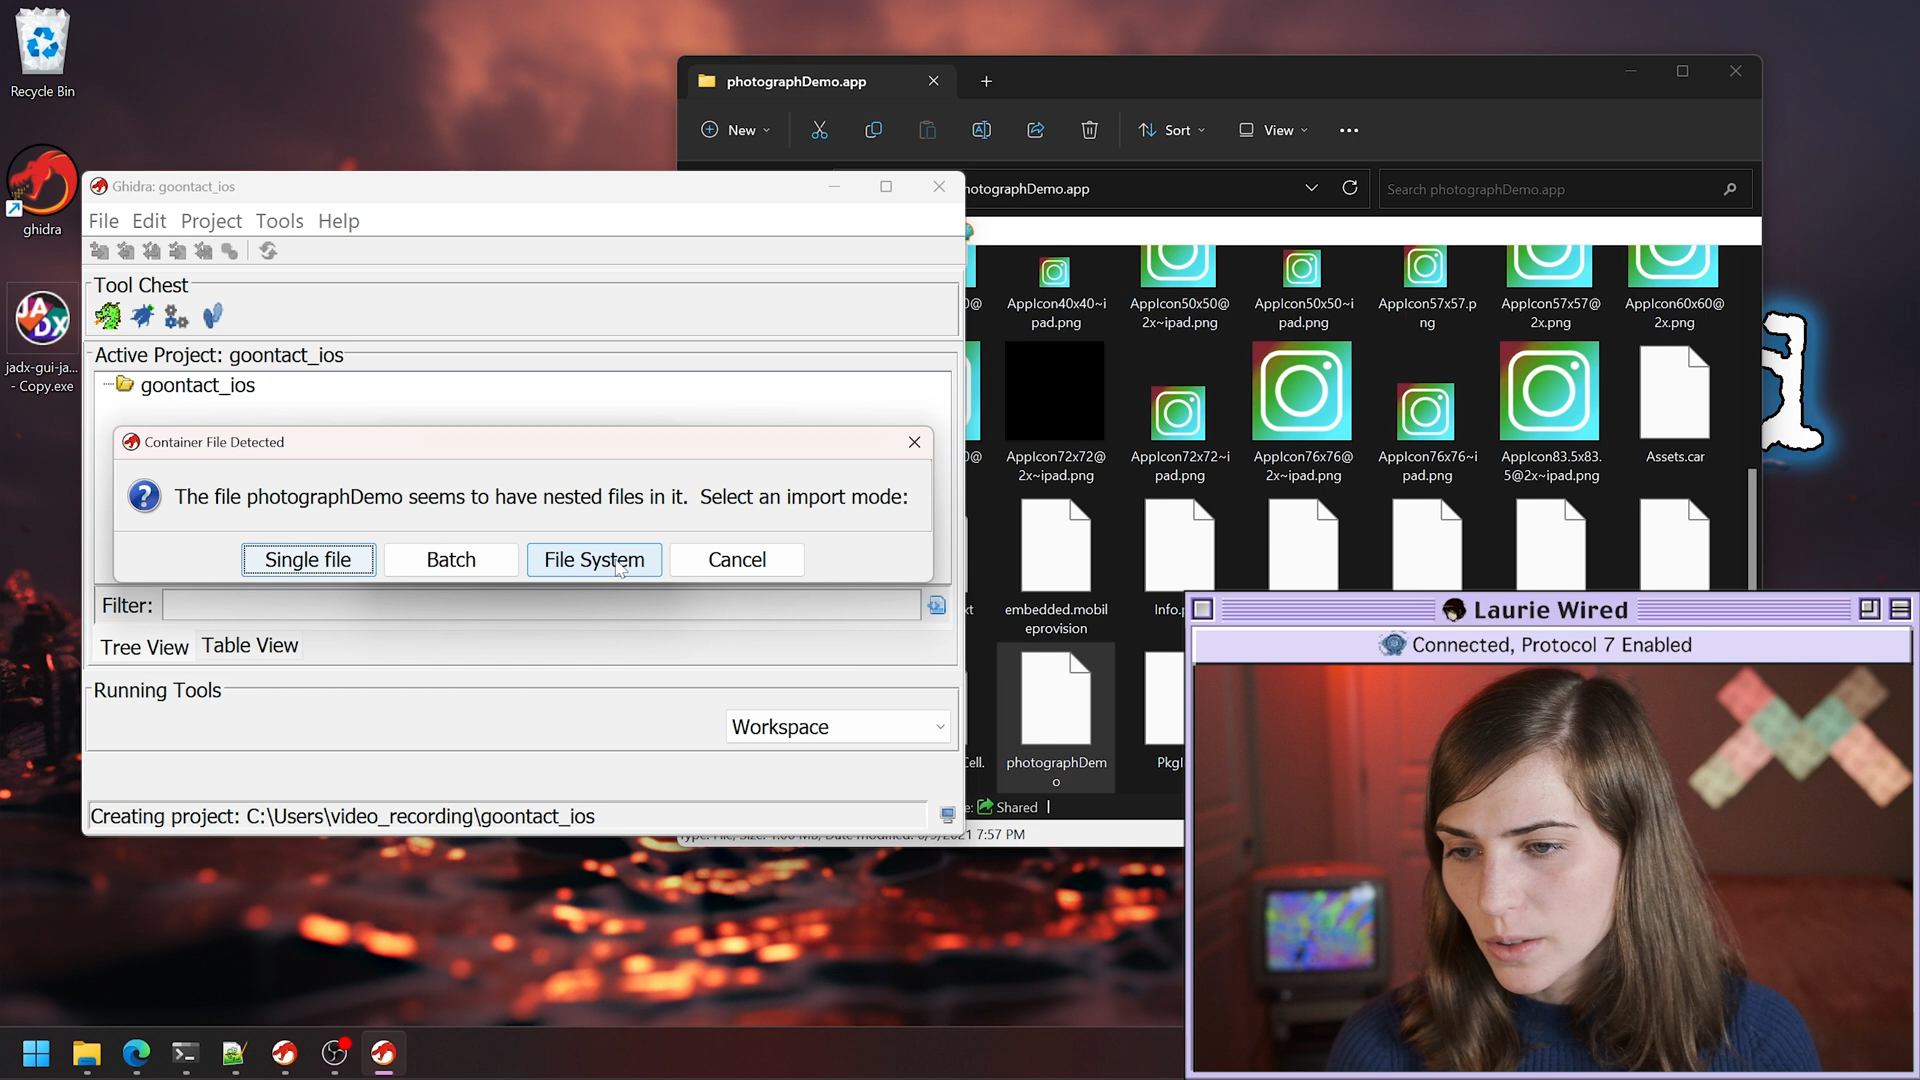 Recycle Bin
ghidra
jadx-gui-ja...
- Copy.exe
photographDemo.app
New
Sort
View
hotographDemo.app
Search photographDemo.app
Ghidra: goontact_ios
File Edit Project Tools Help
Tool Chest
Active Project: goontact_ios
goontact_ios
Container File Detected
The file photographDemo seems to have nested files in it. Select an import mode:
Single file
Batch
File System
Cancel
Filter:
Tree View
Table View
Running Tools
Workspace
Creating project: C:\Users\video_recording\goontact_ios
AppIcon40x40~i
pad.png
AppIcon50x50@
2x~ipad.png
AppIcon50x50~i
pad.png
AppIcon57x57.p
ng
AppIcon57x57@
2x.png
AppIcon60x60@
2x.png
AppIcon72x72@
2x~ipad.png
AppIcon72x72~i
pad.png
AppIcon76x76@
2x~ipad.png
AppIcon76x76~i
pad.png
AppIcon83.5x83.
5@2x~ipad.png
Assets.car
embedded.mobil
eprovision
Info.p
Cell.
photographDem
o
PkgI
Shared
7:57 PM
Laurie Wired
Connected, Protocol 7 Enabled